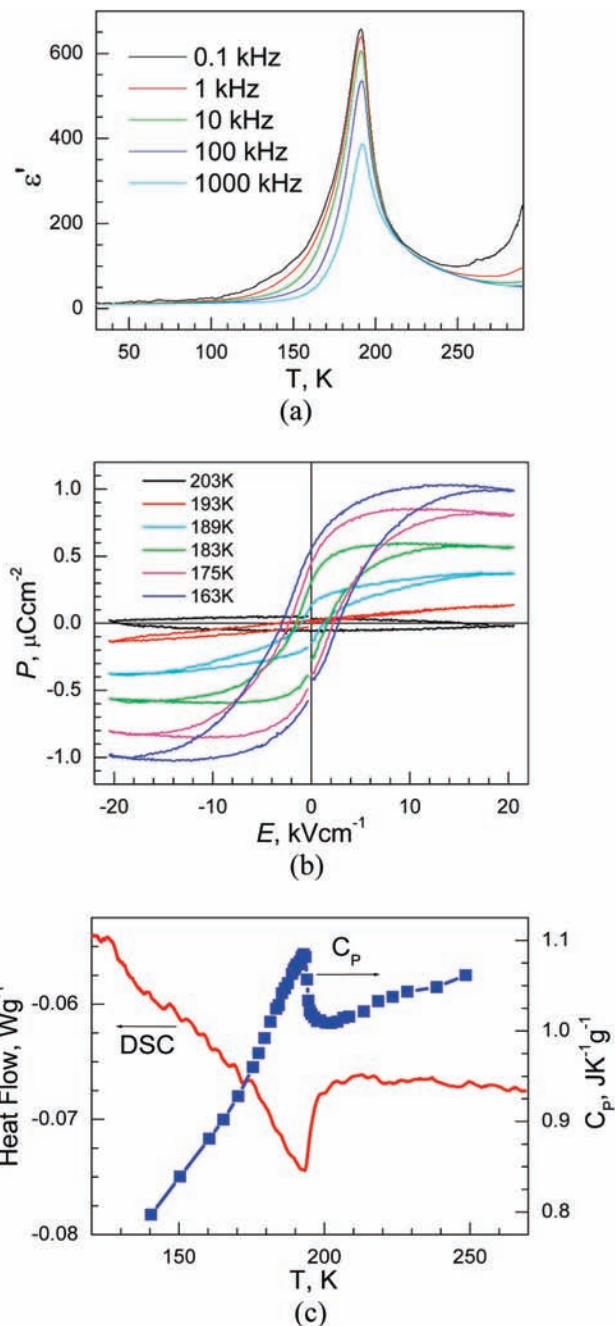 600
400
200
0
ε'
0.1 kHz
1 kHz
10 kHz
100 kHz
1000 kHz
50 100 150 200 250
T, K
(a)
1.0
0.5
0.0
-0.5
-1.0
P, μCcm⁻²
203K
193K
189K
183K
175K
163K
-20 -10 0 10 20
E, kVcm⁻¹
(b)
-0.06
-0.07
-0.08
Heat Flow, Wg⁻¹
DSC
C_P
1.1
1.0
0.9
0.8
C_P, JK⁻¹g⁻¹
150 200 250
T, K
(c)